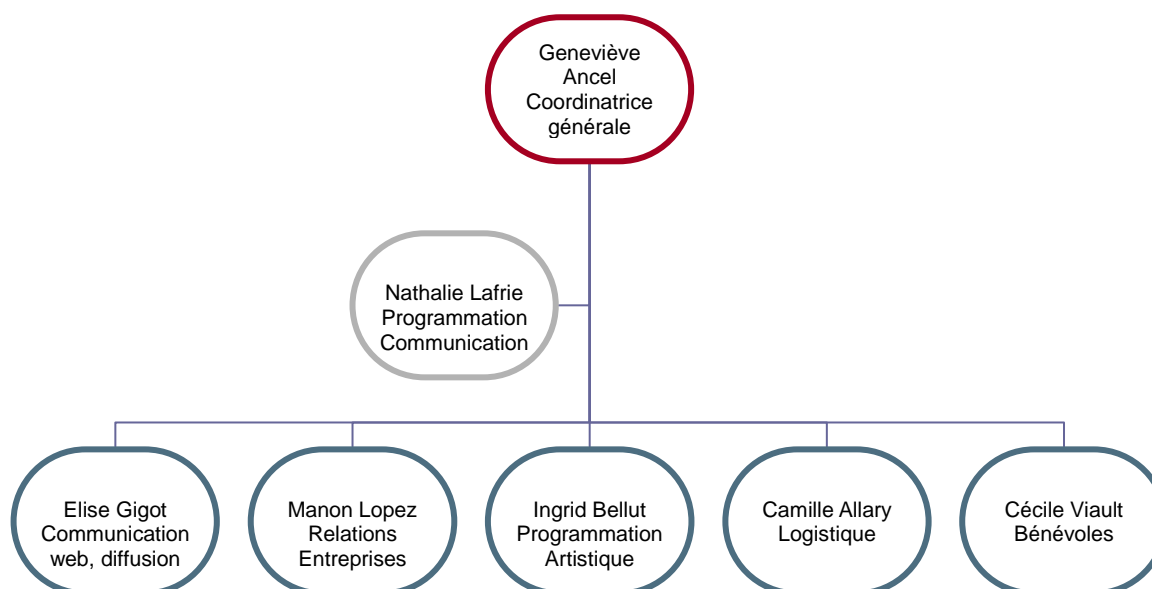 Geneviève
Ancel
Coordinatrice
générale
Nathalie Lafrie
Programmation
Communication
Elise Gigot
Communication
web, diffusion
Manon Lopez
Relations
Entreprises
Ingrid Bellut
Programmation
Artistique
Camille Allary
Logistique
Cécile Viault
Bénévoles